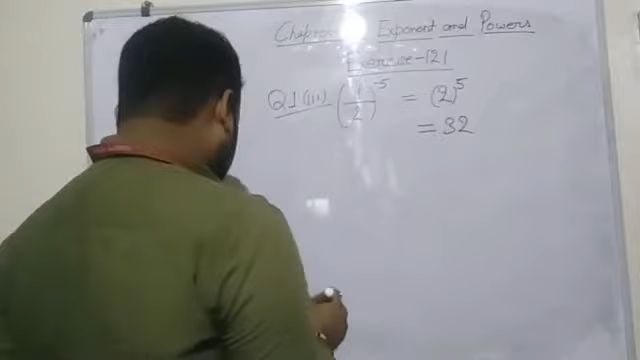 Exponent and Powers
Exercise-12.1
Q1 (iii) (1/2)^-5 = (2)^5
= 32